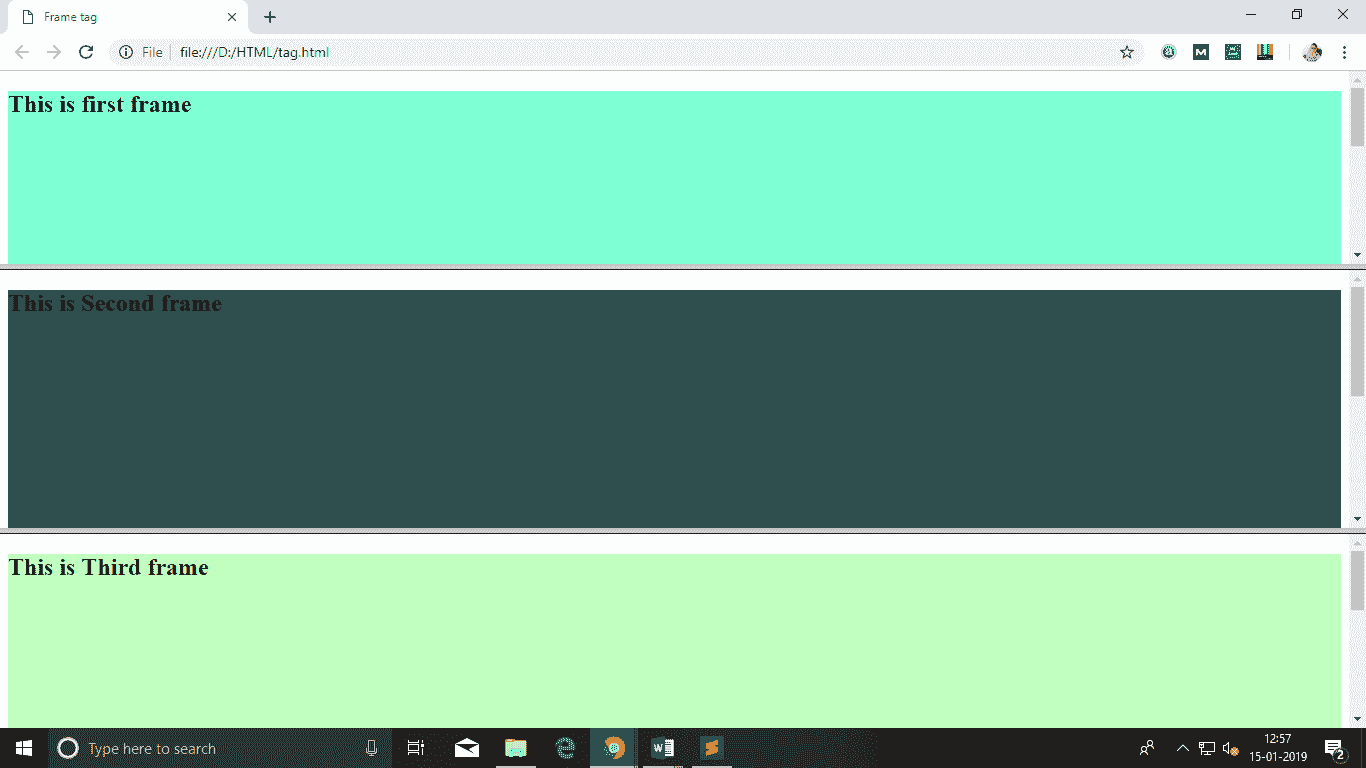 Frame tag
File file:///D:/HTML/tag.html
M
This is first frame
This is Second frame
This is Third frame
Type here to search
W
12:57
15-01-2019
2